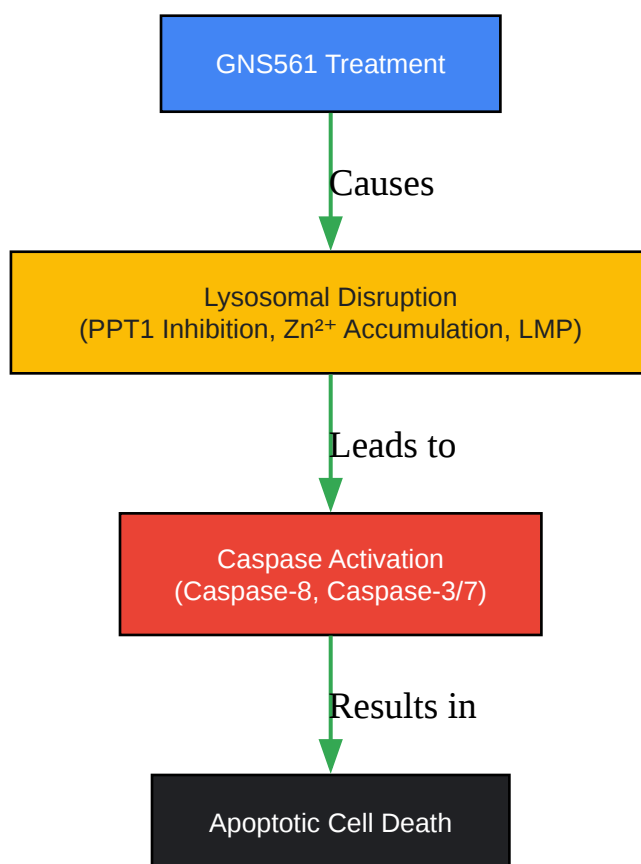 GNS561 Treatment
Causes
Lysosomal Disruption
(PPT1 Inhibition, Zn²⁺ Accumulation, LMP)
Leads to
Caspase Activation
(Caspase-8, Caspase-3/7)
Results in
Apoptotic Cell Death